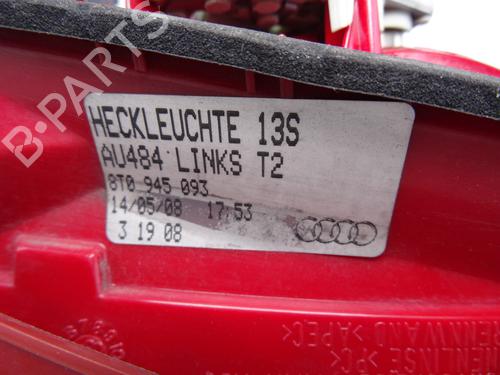 B-PARTS
HECKLEUCHTE 13S
AU484 LINKS T2
8T0 945 093
14/05/08 17:53
3 19 08